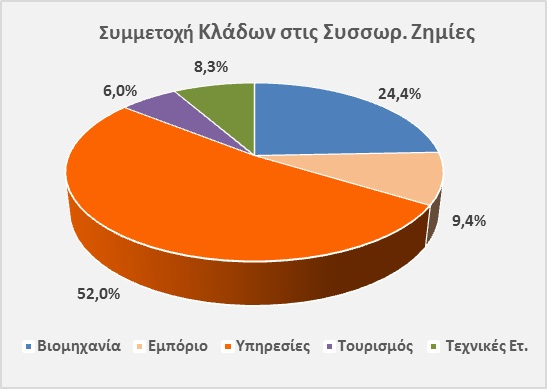 Συμμετοχή Κλάδων στις Συσσωρ. Ζημίες
8,3%
6,0%
24,4%
9,4%
52,0%
Βιομηχανία Εμπόριο Υπηρεσίες Τουρισμός Τεχνικές Ετ.